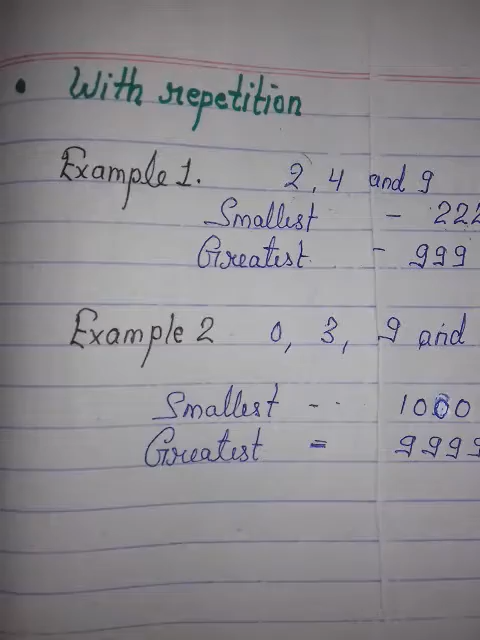 • With repetition
Example 1. 2, 4 and 9
Smallest - 222
Greatest - 999
Example 2 0, 3, 9 and
Smallest - - 1000
Greatest = 9999